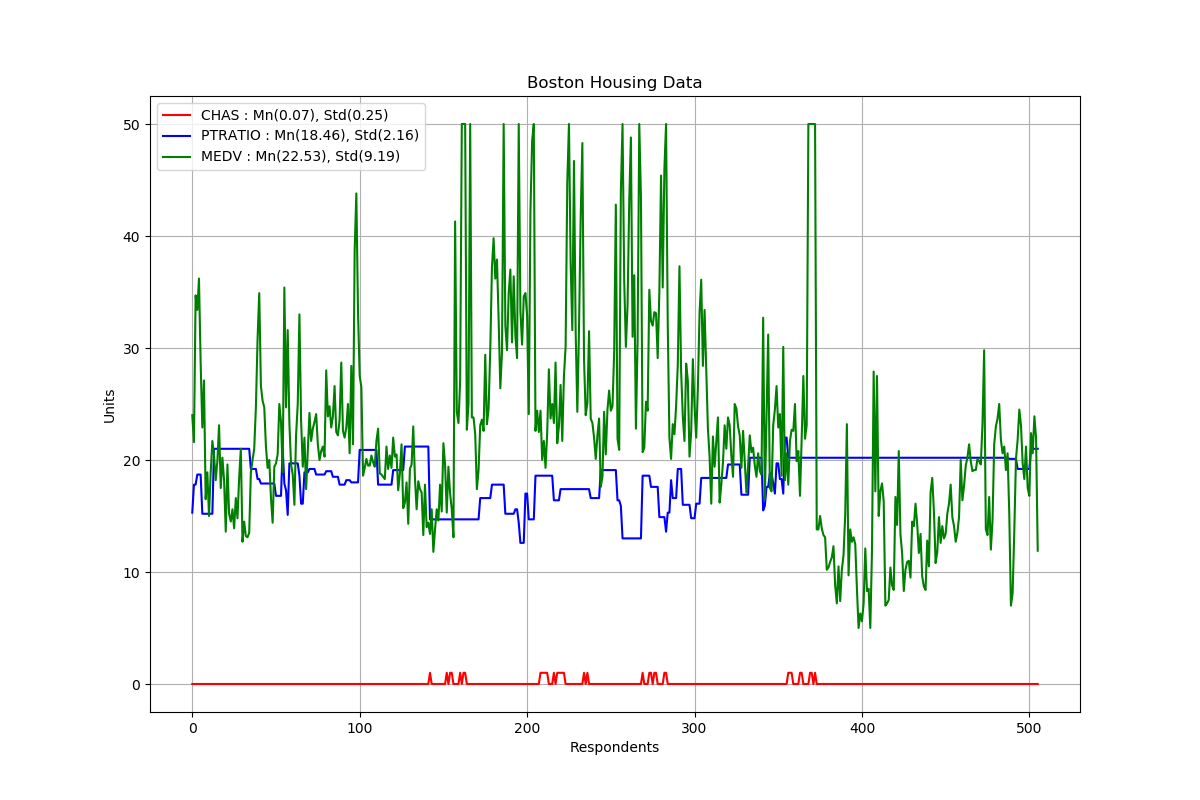 Boston Housing Data
CHAS : Mn(0.07), Std(0.25)
PTRATIO : Mn(18.46), Std(2.16)
MEDV : Mn(22.53), Std(9.19)
50
40
30
20
10
0
Units
0 100 200 300 400 500
Respondents